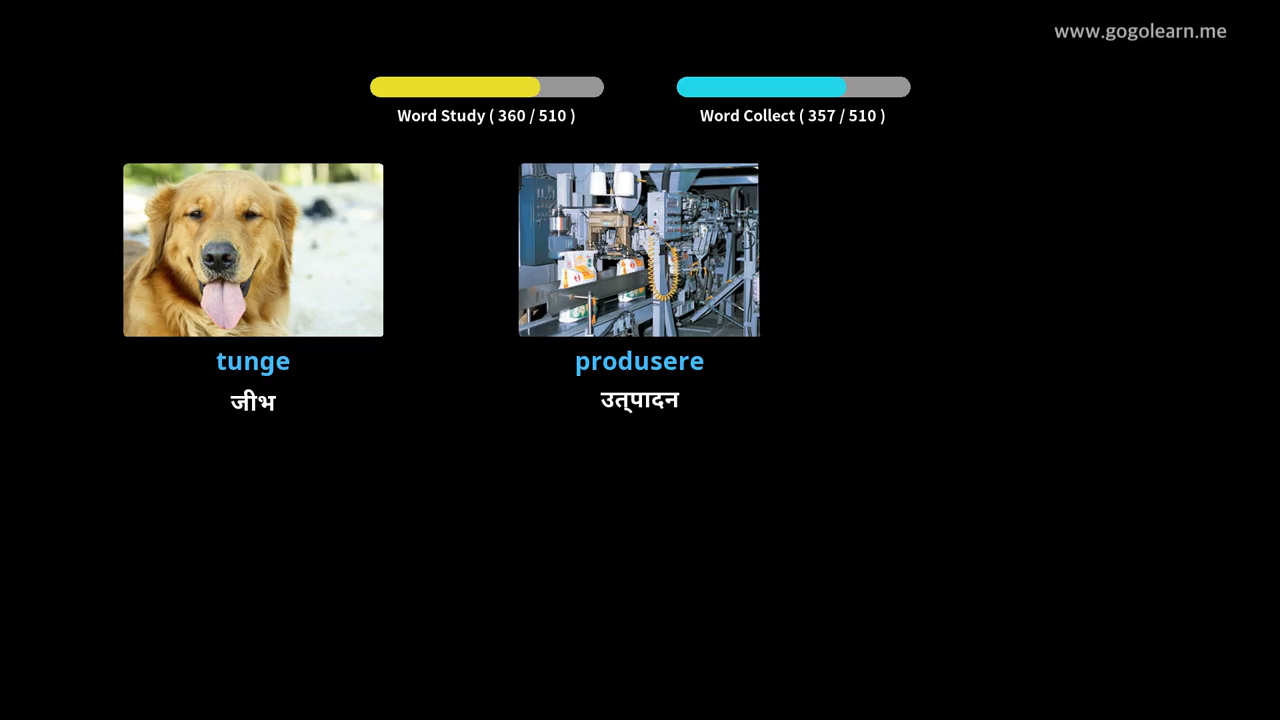 www.gogolearn.me
Word Study ( 360 / 510 )
Word Collect ( 357 / 510 )
tunge
जीभ
produsere
उत्पादन